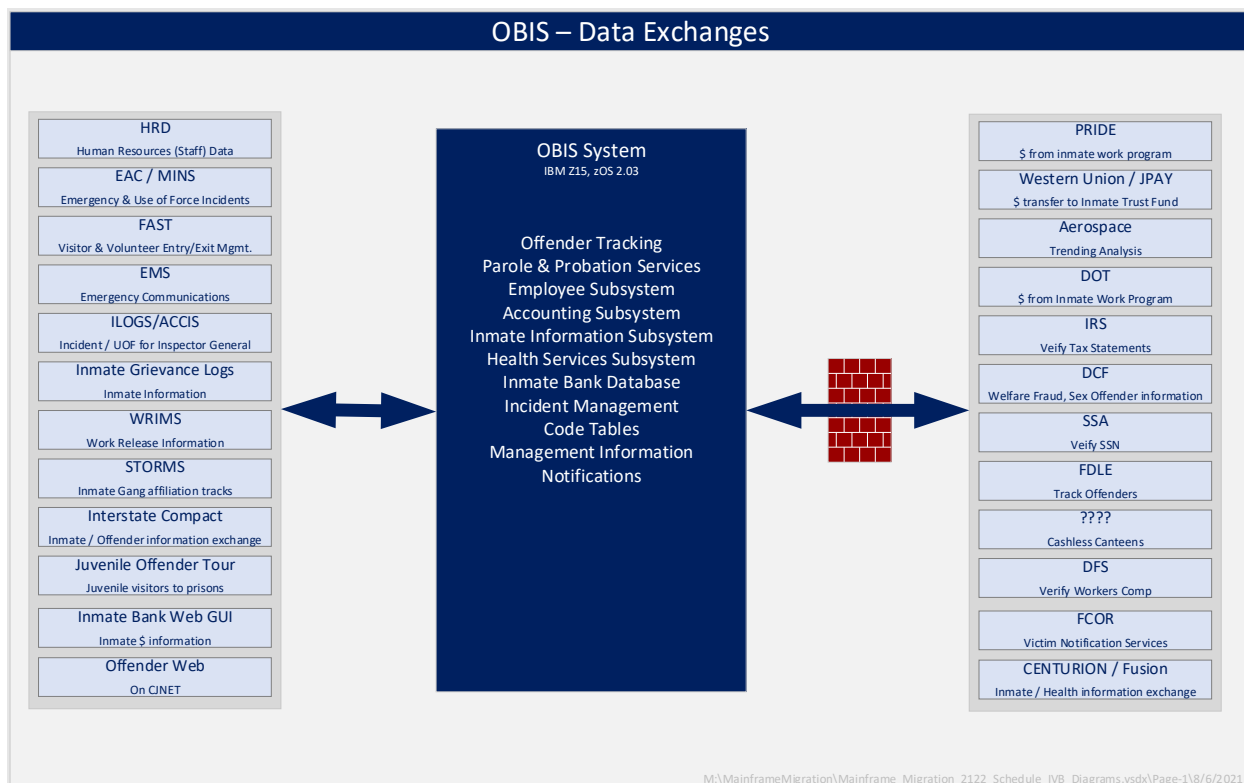 OBIS – Data Exchanges
HRD
Human Resources (Staff) Data
EAC / MINS
Emergency & Use of Force Incidents
FAST
Visitor & Volunteer Entry/Exit Mgmt.
EMS
Emergency Communications
ILOGS/ACCIS
Incident / UOF for Inspector General
Inmate Grievance Logs
Inmate Information
WRIMS
Work Release Information
STORMS
Inmate Gang affiliation tracks
Interstate Compact
Inmate / Offender information exchange
Juvenile Offender Tour
Juvenile visitors to prisons
Inmate Bank Web GUI
Inmate $ information
Offender Web
On CJNET
OBIS System
IBM Z15, zOS 2.03
Offender Tracking
Parole & Probation Services
Employee Subsystem
Accounting Subsystem
Inmate Information Subsystem
Health Services Subsystem
Inmate Bank Database
Incident Management
Code Tables
Management Information
Notifications
PRIDE
$ from inmate work program
Western Union / JPAY
$ transfer to Inmate Trust Fund
Aerospace
Trending Analysis
DOT
$ from Inmate Work Program
IRS
Veify Tax Statements
DCF
Welfare Fraud, Sex Offender information
SSA
Veify SSN
FDLE
Track Offenders
????
Cashless Canteens
DFS
Verify Workers Comp
FCOR
Victim Notification Services
CENTURION / Fusion
Inmate / Health information exchange
M:\MainframeMigration\Mainframe_Migration_2122_Schedule_IVB_Diagrams.vsdx\Page-1\8/6/2021